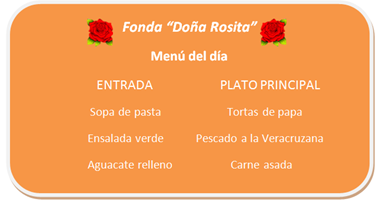 Fonda “Doña Rosita”
Menú del día
ENTRADA PLATO PRINCIPAL
Sopa de pasta Tortas de papa
Ensalada verde Pescado a la Veracruzana
Aguacate relleno Carne asada